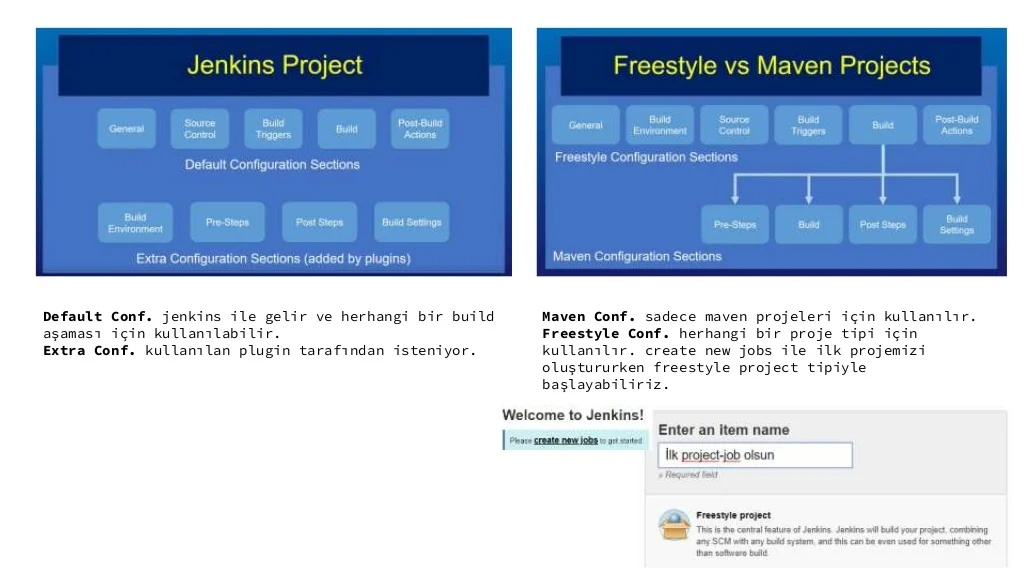 Jenkins Project
General
Source
Control
Build
Triggers
Build
Post-Build
Actions
Default Configuration Sections
Build
Environment
Pre-Steps
Post Steps
Build Settings
Extra Configuration Sections (added by plugins)
Freestyle vs Maven Projects
General
Build
Environment
Source
Control
Build
Triggers
Build
Post-Build
Actions
Freestyle Configuration Sections
Pre-Steps
Build
Post Steps
Build
Settings
Maven Configuration Sections
Default Conf. jenkins ile gelir ve herhangi bir build
aşaması için kullanılabilir.
Extra Conf. kullanılan plugin tarafından isteniyor.
Maven Conf. sadece maven projeleri için kullanılır.
Freestyle Conf. herhangi bir proje tipi için
kullanılır. create new jobs ile ilk projemizi
oluştururken freestyle project tipiyle
başlayabiliriz.
Welcome to Jenkins!
Please create new jobs to get started.
Enter an item name
İlk project-job olsun
» Required field
Freestyle project
This is the central feature of Jenkins. Jenkins will build your project, combining
any SCM with any build system, and this can be even used for something other
than software build.